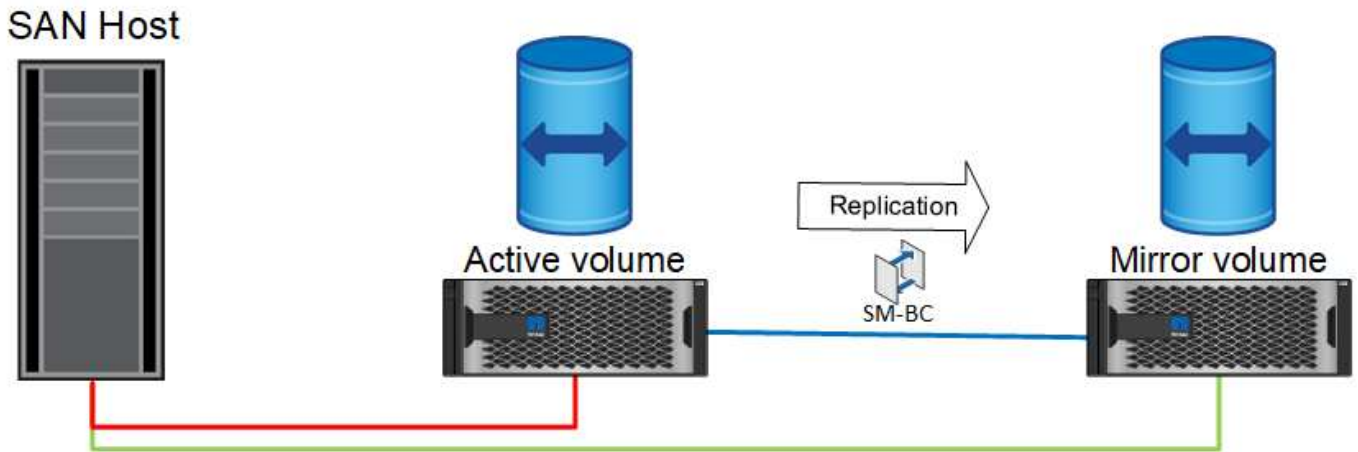 SAN Host
Replication
Active volume
Mirror volume
SM-BC